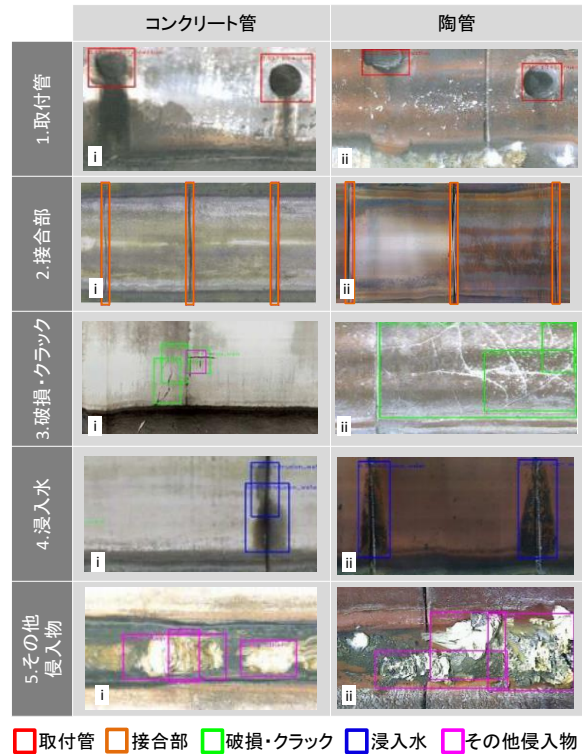 コンクリート管
陶管
1.取付管
i
ii
2.接合部
i
ii
3.破損・クラック
i
ii
4.浸入水
i
ii
5.その他
侵入物
i
ii
取付管 接合部 破損・クラック 浸入水 その他侵入物